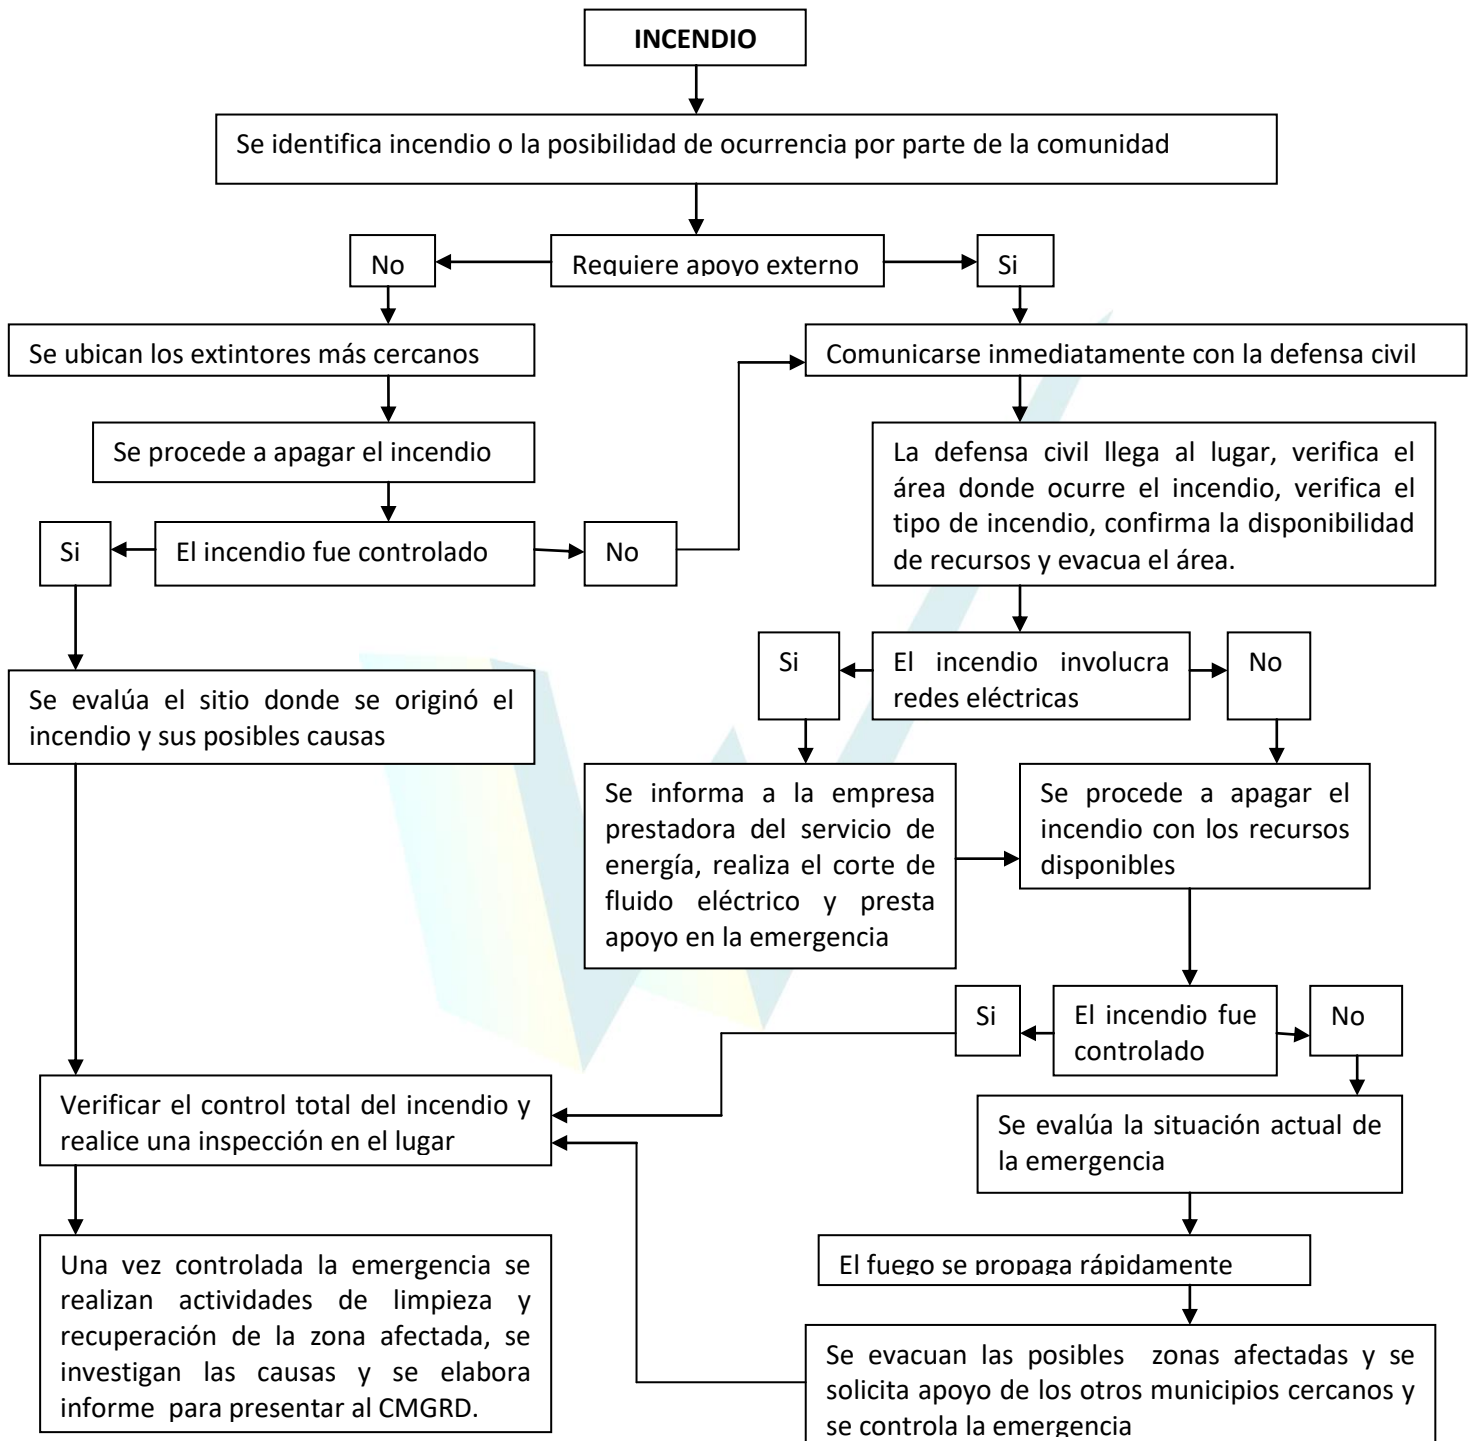 INCENDIO
Se identifica incendio o la posibilidad de ocurrencia por parte de la comunidad
No
Requiere apoyo externo
Si
Se ubican los extintores más cercanos
Comunicarse inmediatamente con la defensa civil
Se procede a apagar el incendio
La defensa civil llega al lugar, verifica el
área donde ocurre el incendio, verifica el
tipo de incendio, confirma la disponibilidad
de recursos y evacua el área.
Si
El incendio fue controlado
No
Si
El incendio involucra
redes eléctricas
No
Se evalúa el sitio donde se originó el
incendio y sus posibles causas
Se informa a la empresa
prestadora del servicio de
energía, realiza el corte de
fluido eléctrico y presta
apoyo en la emergencia
Se procede a apagar el
incendio con los recursos
disponibles
Si
El incendio fue
controlado
No
Verificar el control total del incendio y
realice una inspección en el lugar
Se evalúa la situación actual de
la emergencia
El fuego se propaga rápidamente
Una vez controlada la emergencia se
realizan actividades de limpieza y
recuperación de la zona afectada, se
investigan las causas y se elabora
informe para presentar al CMGRD.
Se evacuan las posibles zonas afectadas y se
solicita apoyo de los otros municipios cercanos y
se controla la emergencia